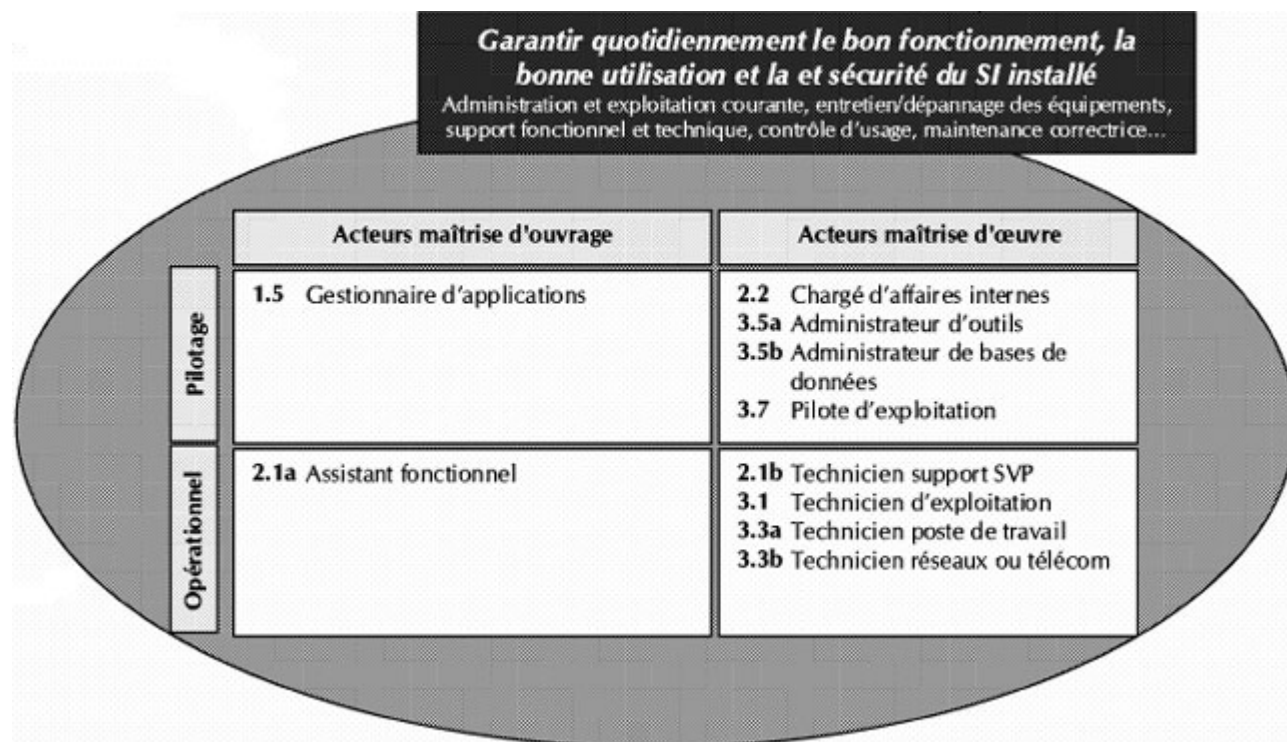 Garantir quotidiennement le bon fonctionnement, la
bonne utilisation et la et sécurité du SI installé
Administration et exploitation courante, entretien/dépannage des équipements,
support fonctionnel et technique, contrôle d'usage, maintenance correctrice...
Acteurs maîtrise d'ouvrage
Acteurs maîtrise d'œuvre
Pilotage
1.5 Gestionnaire d'applications
2.2 Chargé d'affaires internes
3.5a Administrateur d'outils
3.5b Administrateur de bases de
données
3.7 Pilote d'exploitation
Opérationnel
2.1a Assistant fonctionnel
2.1b Technicien support SVP
3.1 Technicien d'exploitation
3.3a Technicien poste de travail
3.3b Technicien réseaux ou télécom